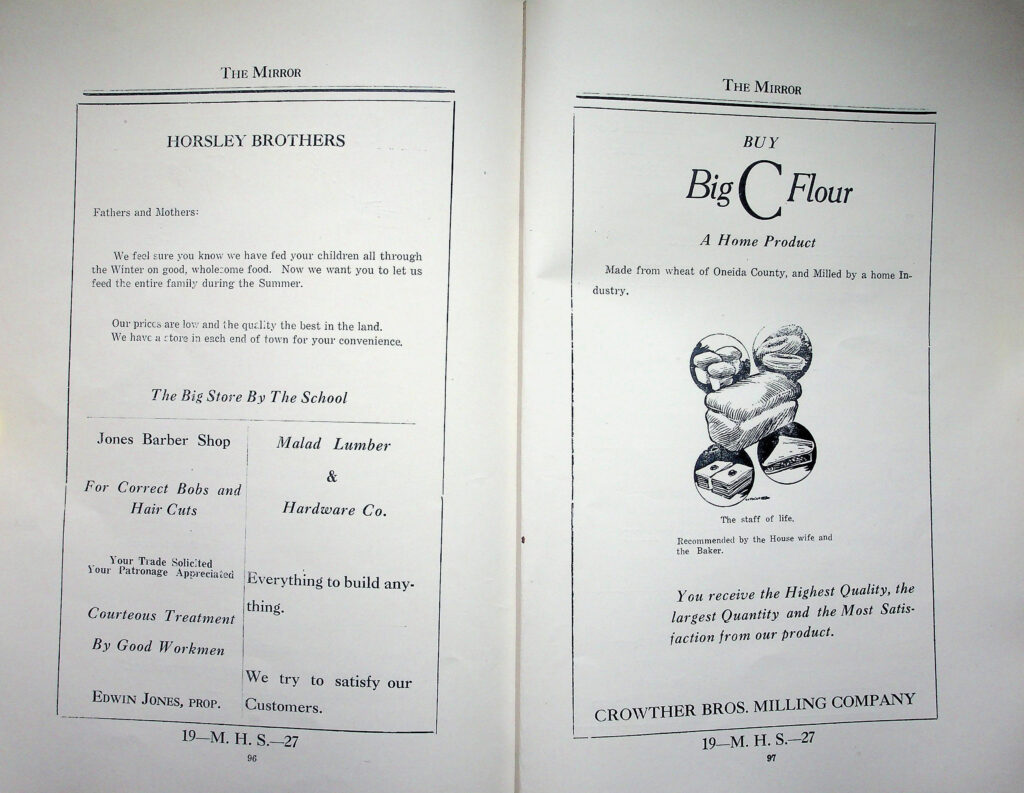 THE MIRROR
HORSLEY BROTHERS
Fathers and Mothers:
We feel sure you know we have fed your children all through
the Winter on good, wholesome food. Now we want you to let us
feed the entire family during the Summer.
Our prices are low and the quality the best in the land.
We have a store in each end of town for your convenience.
The Big Store By The School
Jones Barber Shop
For Correct Bobs and
Hair Cuts
Your Trade Solicited
Your Patronage Appreciated
Courteous Treatment
By Good Workmen
EDWIN JONES, PROP.
Malad Lumber
&
Hardware Co.
Everything to build any-
thing.
We try to satisfy our
Customers.
19—M. H. S.—27
96
THE MIRROR
BUY
Big C Flour
A Home Product
Made from wheat of Oneida County, and Milled by a home In-
dustry.
The staff of life.
Recommended by the House wife and
the Baker.
You receive the Highest Quality, the
largest Quantity and the Most Satis-
faction from our product.
CROWTHER BROS. MILLING COMPANY
19—M. H. S.—27
97